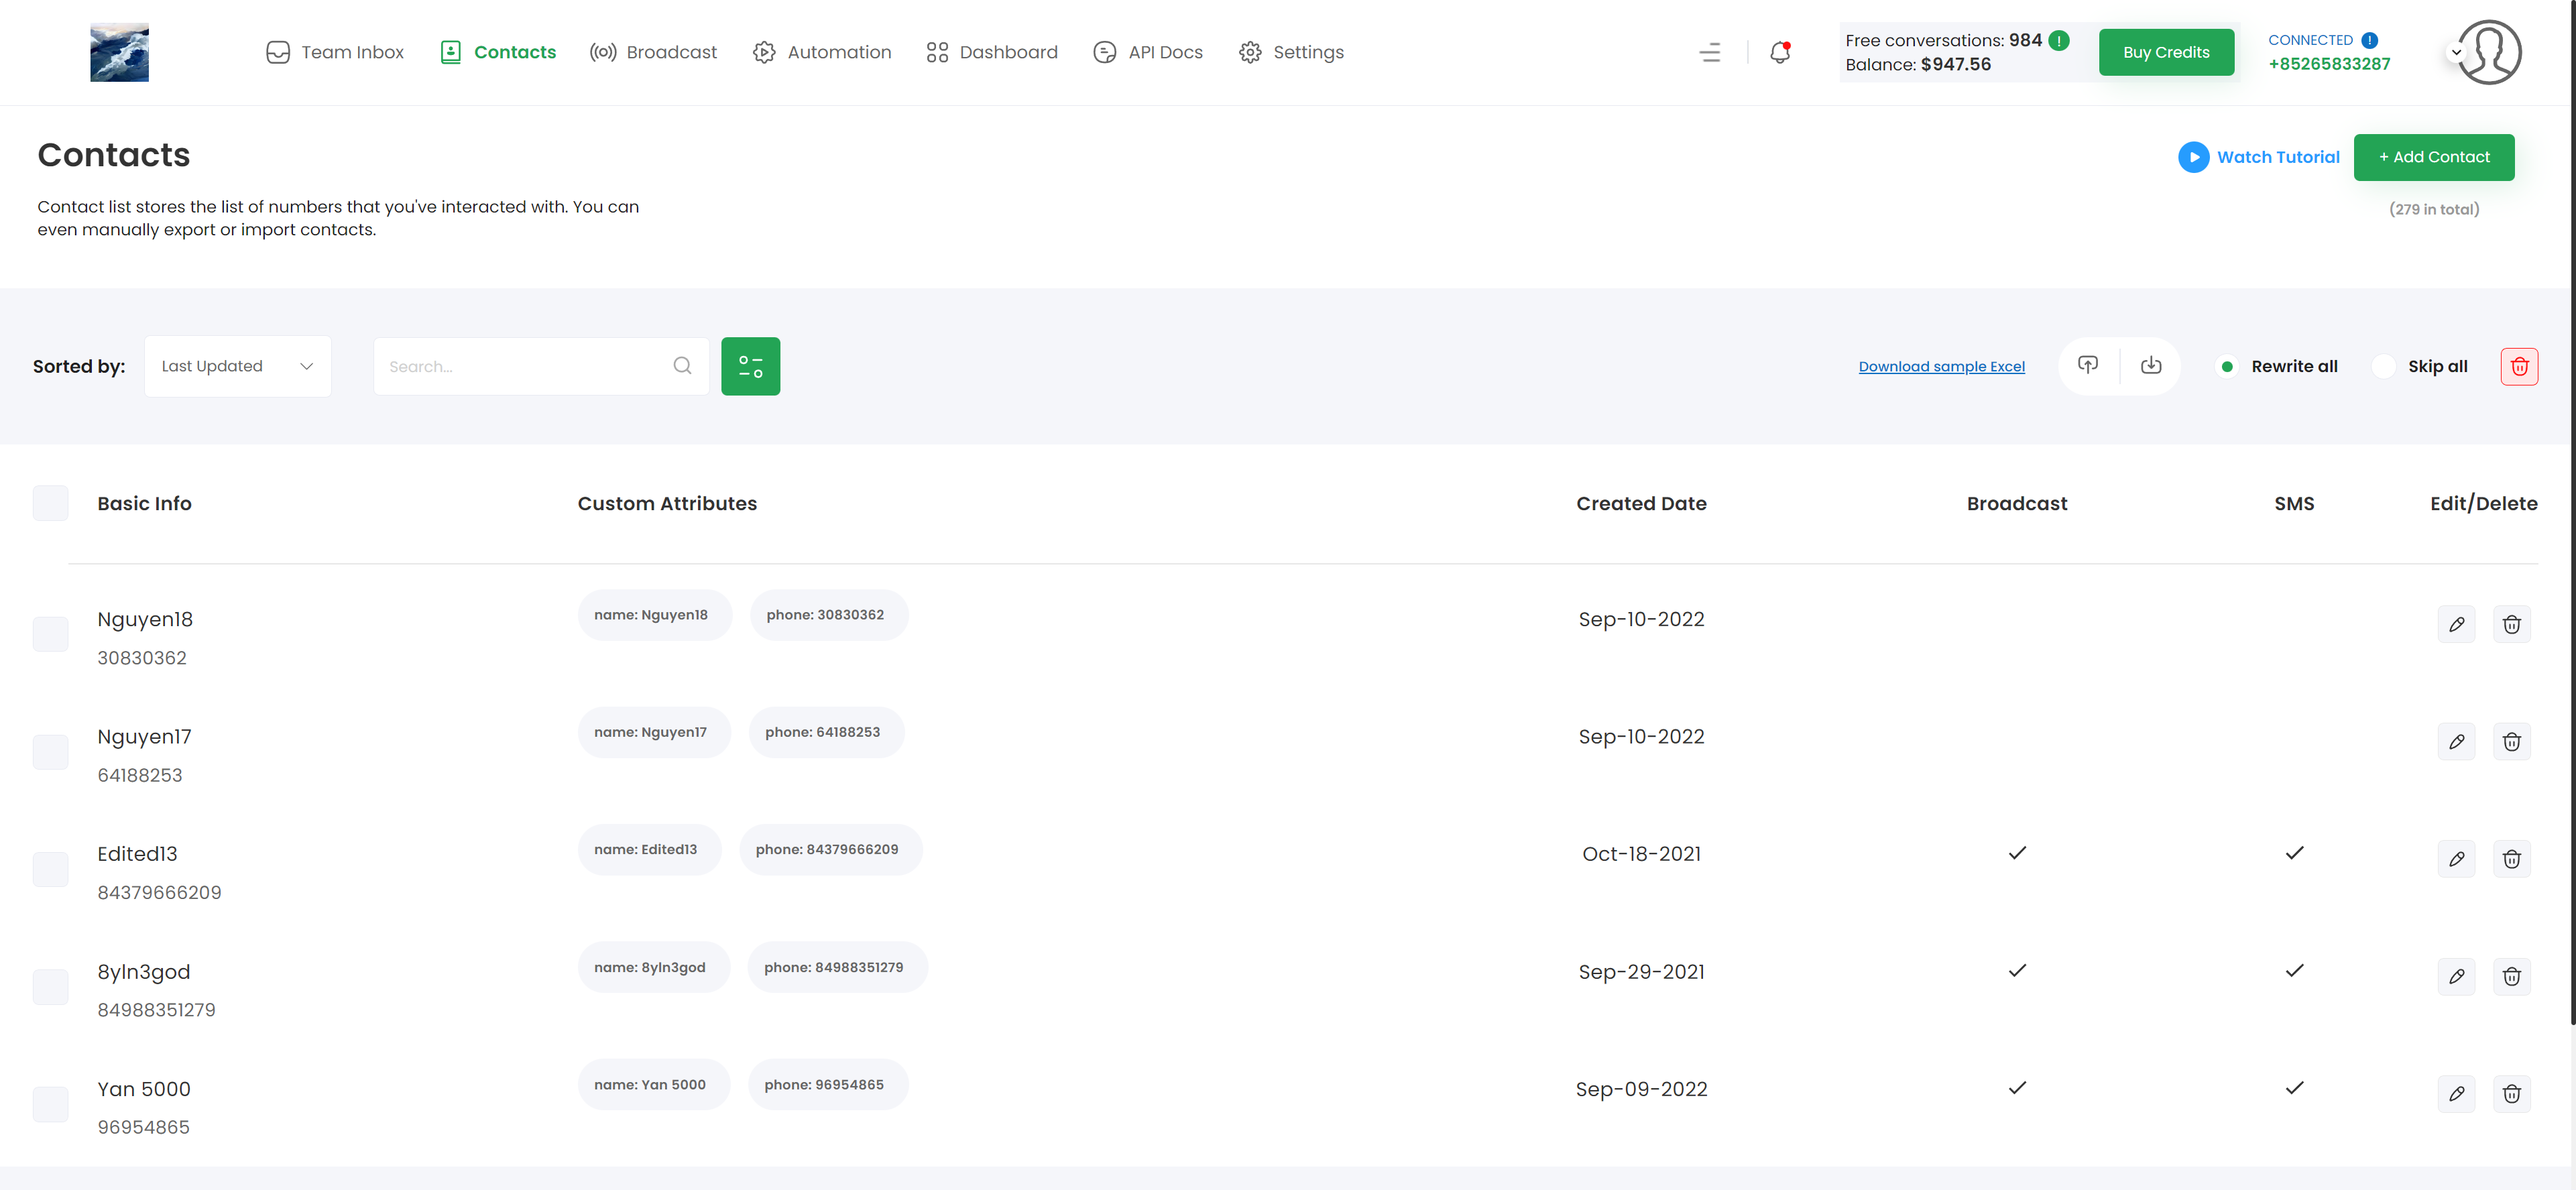 Team Inbox
Contacts
Broadcast
Automation
Dashboard
API Docs
Settings
Free conversations: 984
Balance: $947.56
Buy Credits
CONNECTED
+85265833287
Contacts
Contact list stores the list of numbers that you've interacted with. You can
even manually export or import contacts.
Watch Tutorial
+ Add Contact
(279 in total)
Sorted by:
Last Updated
Search...
Download sample Excel
Rewrite all
Skip all
Basic Info Custom Attributes Created Date Broadcast SMS Edit/Delete
Nguyen18 name: Nguyen18 phone: 30830362 Sep-10-2022
30830362
Nguyen17 name: Nguyen17 phone: 64188253 Sep-10-2022
64188253
Edited13 name: Edited13 phone: 84379666209 Oct-18-2021
84379666209
8yln3god name: 8yln3god phone: 84988351279 Sep-29-2021
84988351279
Yan 5000 name: Yan 5000 phone: 96954865 Sep-09-2022
96954865